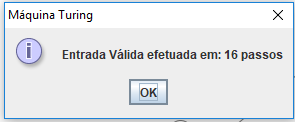 Máquina Turing
Entrada Válida efetuada em: 16 passos
OK